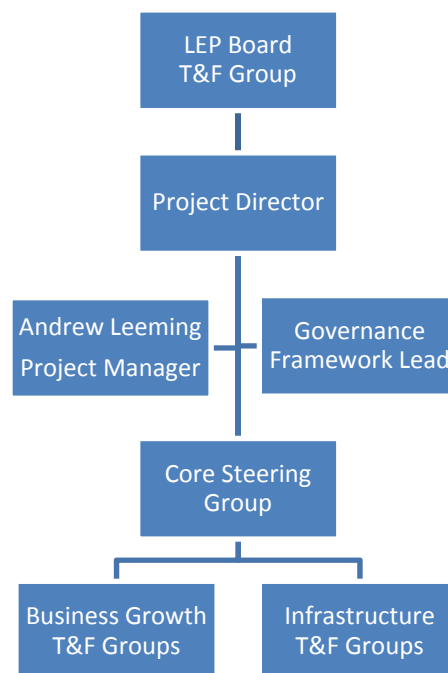 LEP Board
T&F Group
Project Director
Andrew Leeming
Project Manager
Governance
Framework Lead
Core Steering
Group
Business Growth
T&F Groups
Infrastructure
T&F Groups